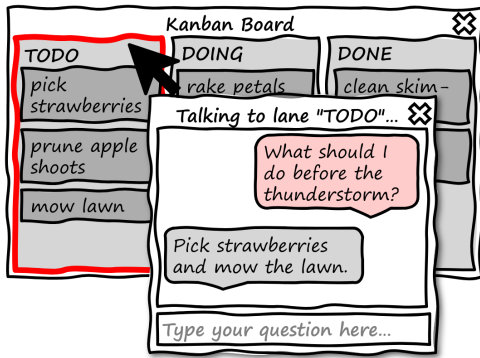 Kanban Board
TODO
pick
strawberries
prune apple
shoots
mow lawn
DOING
rake petals
DONE
clean skim-
Talking to lane "TODO"...
What should I
do before the
thunderstorm?
Pick strawberries
and mow the lawn.
Type your question here...